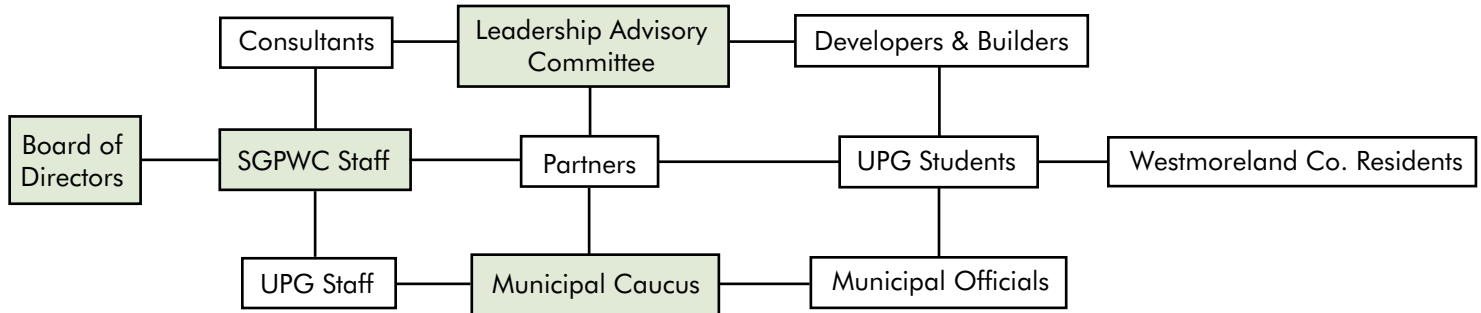 Consultants
Leadership Advisory
Committee
Developers & Builders
Board of
Directors
SGPWC Staff
Partners
UPG Students
Westmoreland Co. Residents
UPG Staff
Municipal Caucus
Municipal Officials